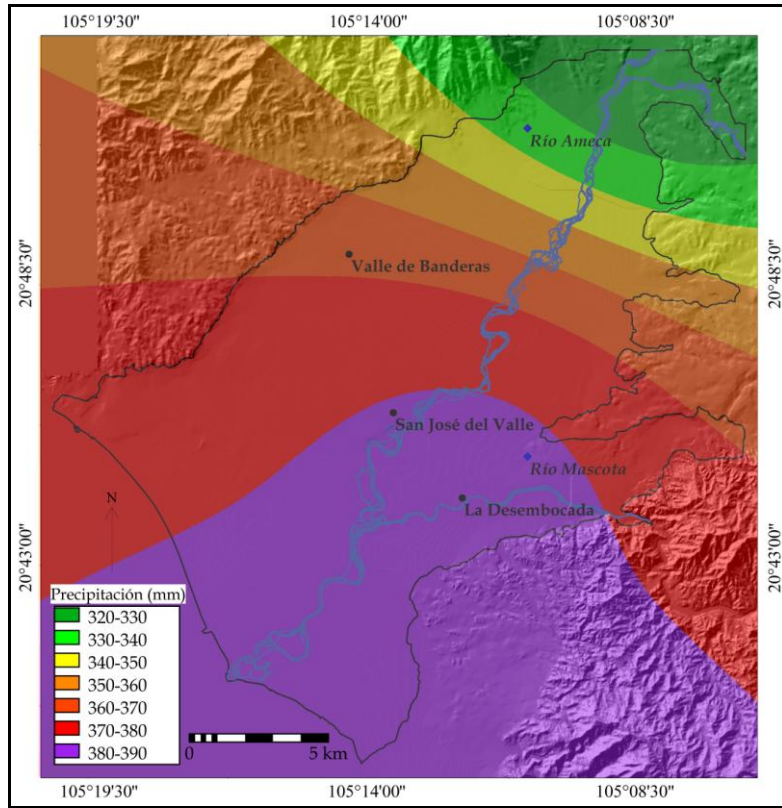 105°19'30" 105°14'00" 105°08'30"
Río Ameca
20°48'30" 20°48'30"
Valle de Banderas
San José del Valle
Río Mascota
La Desembocada
N
20°43'00" 20°43'00"
Precipitación (mm)
320-330
330-340
340-350
350-360
360-370
370-380
380-390
0 5 km
105°19'30" 105°14'00" 105°08'30"